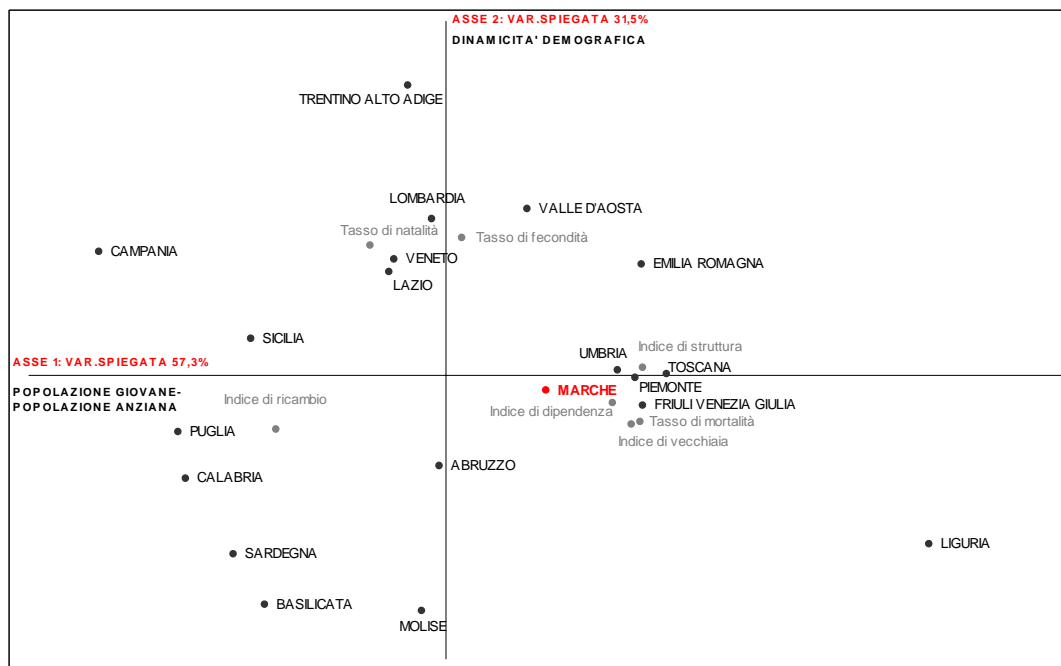 ASSE 2: VAR.SPIEGATA 31,5%
DINAMICITA' DEMOGRAFICA
TRENTINO ALTO ADIGE
LOMBARDIA
VALLE D'AOSTA
Tasso di natalità
Tasso di fecondità
CAMPANIA
VENETO
EMILIA ROMAGNA
LAZIO
SICILIA
Indice di struttura
UMBRIA
ASSE 1: VAR.SPIEGATA 57,3%
TOSCANA
PIEMONTE
POPOLAZIONE GIOVANE-
POPOLAZIONE ANZIANA
MARCHE
Indice di ricambio
FRIULI VENEZIA GIULIA
Indice di dipendenza
Tasso di mortalità
PUGLIA
Indice di vecchiaia
ABRUZZO
CALABRIA
LIGURIA
SARDEGNA
BASILICATA
MOLISE